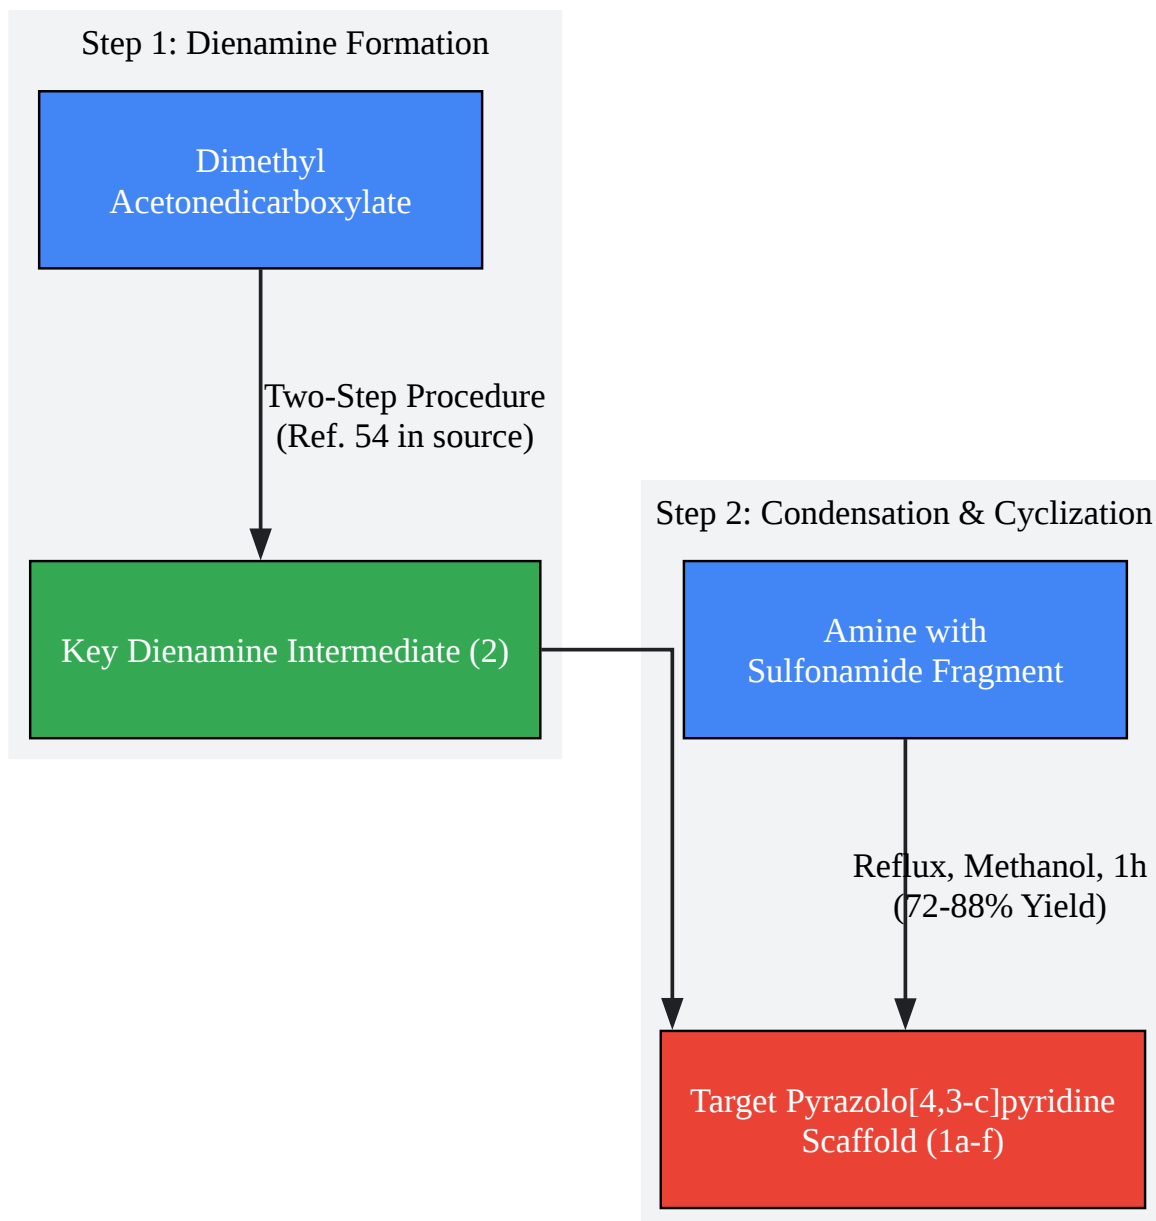 Step 1: Dienamine Formation
Dimethyl
Acetonedicarboxylate
Two-Step Procedure
(Ref. 54 in source)
Key Dienamine Intermediate (2)
Step 2: Condensation & Cyclization
Amine with
Sulfonamide Fragment
Reflux, Methanol, 1h
(72-88% Yield)
Target Pyrazolo[4,3-c]pyridine
Scaffold (1a-f)